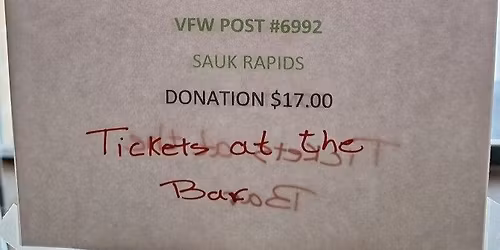 VFW POST #6992
SAUK RAPIDS
DONATION $17.00
Tickets at the
Bar